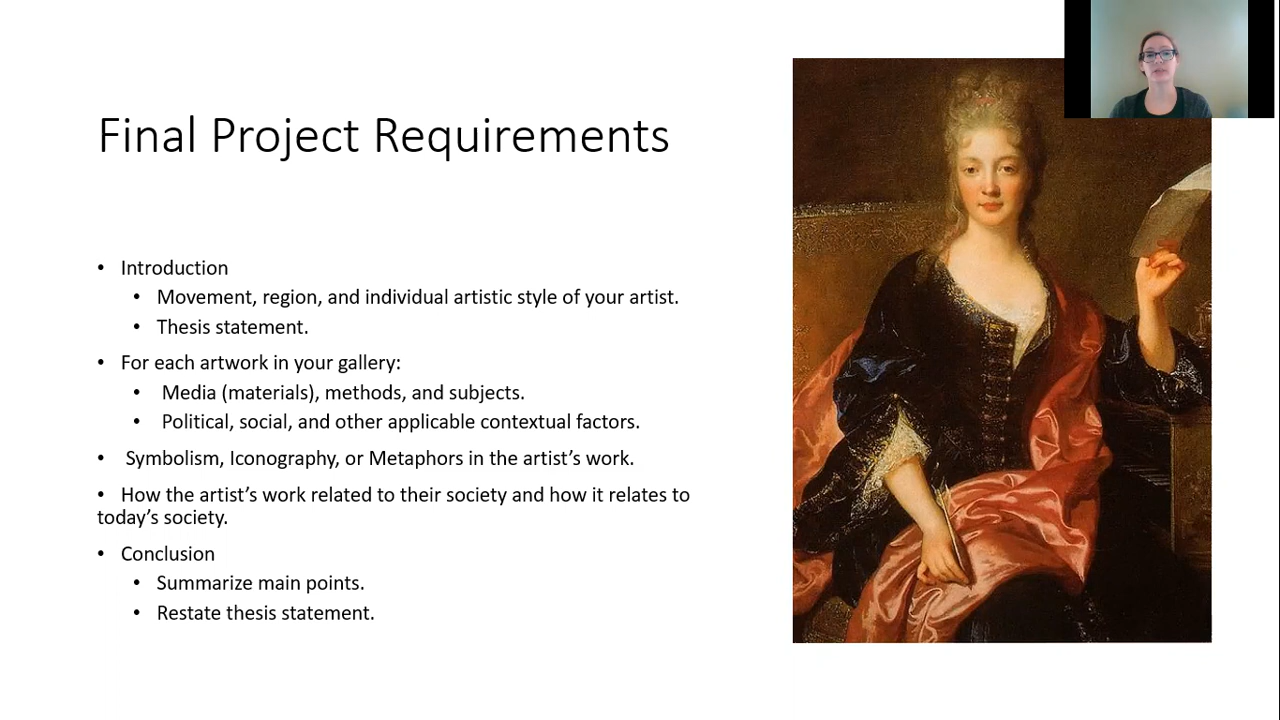 Final Project Requirements
• Introduction
• Movement, region, and individual artistic style of your artist.
• Thesis statement.
• For each artwork in your gallery:
• Media (materials), methods, and subjects.
• Political, social, and other applicable contextual factors.
• Symbolism, Iconography, or Metaphors in the artist’s work.
• How the artist’s work related to their society and how it relates to
today’s society.
• Conclusion
• Summarize main points.
• Restate thesis statement.